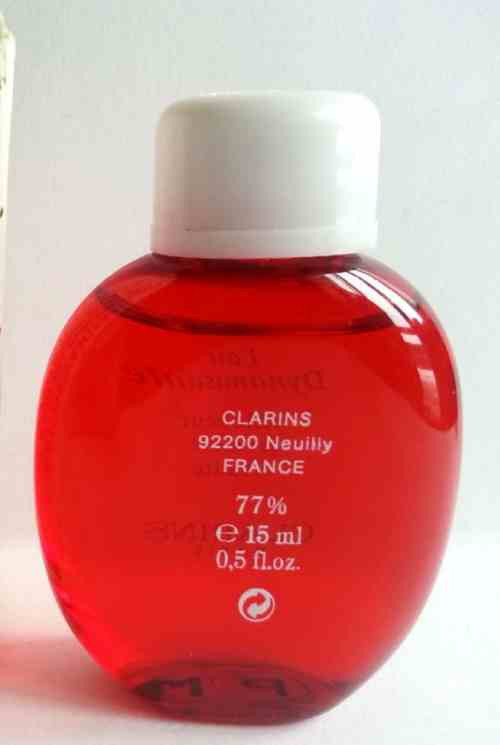 CLARINS
92200 Neuilly
FRANCE
77%
℮ 15 ml
0,5 fl.oz.